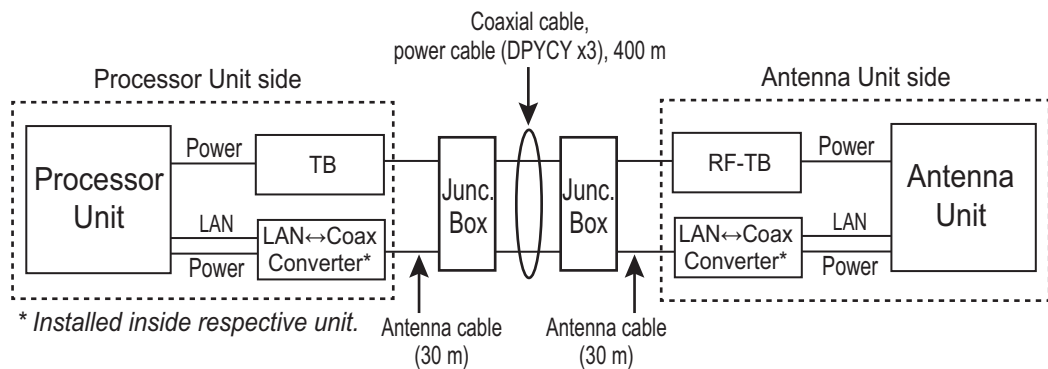 Coaxial cable,
power cable (DPYCY x3), 400 m
Processor Unit side
Antenna Unit side
Processor
Unit
Power
TB
LAN
Power
LAN↔Coax
Converter*
Junc.
Box
Junc.
Box
RF-TB
Power
LAN↔Coax
Converter*
LAN
Power
Antenna
Unit
* Installed inside respective unit.
Antenna cable
(30 m)
Antenna cable
(30 m)